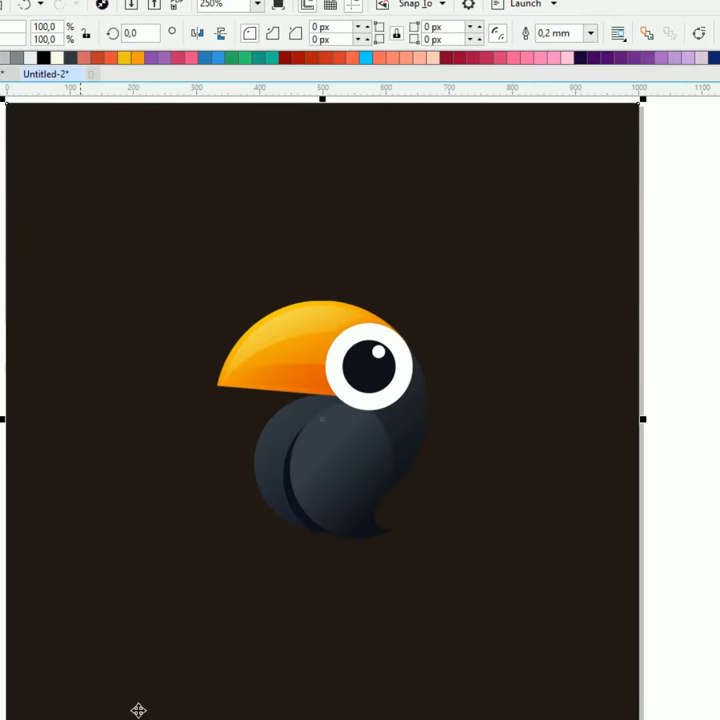 250% Snap To Launch
100,0 % 0,0 0 px 0 px 0,2 mm
100,0 % 0 px 0 px
Untitled-2*
0 100 200 300 400 500 600 700 800 900 1000 1100